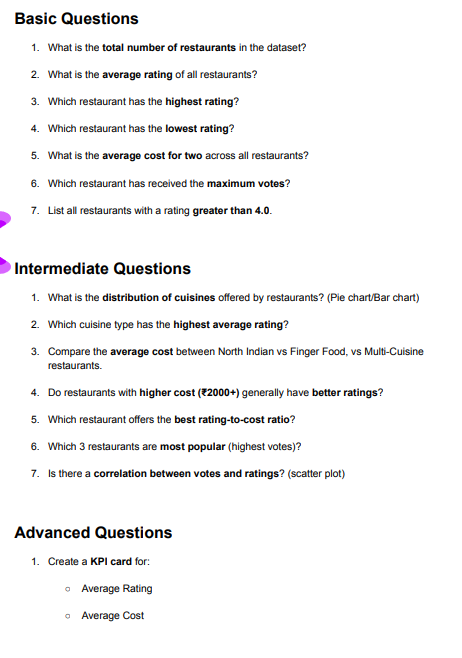 Basic Questions
1. What is the total number of restaurants in the dataset?
2. What is the average rating of all restaurants?
3. Which restaurant has the highest rating?
4. Which restaurant has the lowest rating?
5. What is the average cost for two across all restaurants?
6. Which restaurant has received the maximum votes?
7. List all restaurants with a rating greater than 4.0.
Intermediate Questions
1. What is the distribution of cuisines offered by restaurants? (Pie chart/Bar chart)
2. Which cuisine type has the highest average rating?
3. Compare the average cost between North Indian vs Finger Food, vs Multi-Cuisine
restaurants.
4. Do restaurants with higher cost (₹2000+) generally have better ratings?
5. Which restaurant offers the best rating-to-cost ratio?
6. Which 3 restaurants are most popular (highest votes)?
7. Is there a correlation between votes and ratings? (scatter plot)
Advanced Questions
1. Create a KPI card for:
○ Average Rating
○ Average Cost